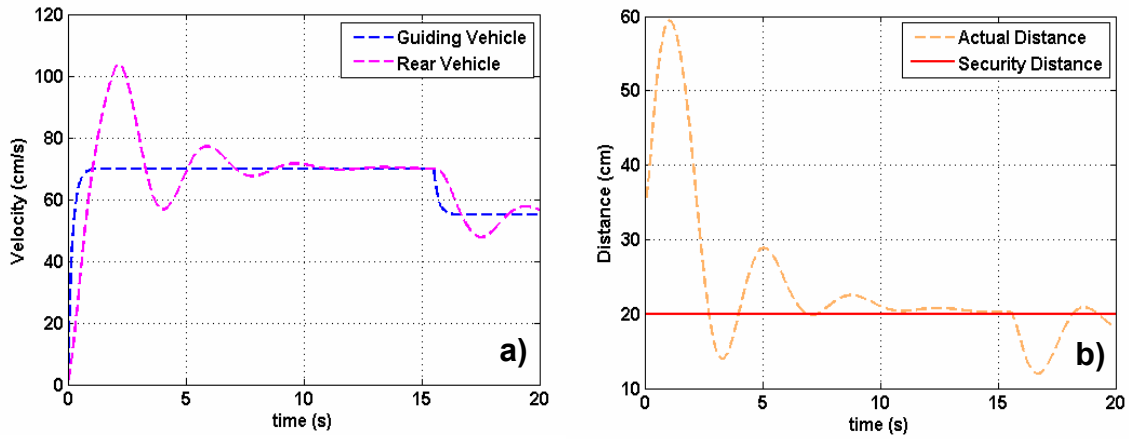 120
100
80
60
40
20
0
Velocity (cm/s)
Guiding Vehicle
Rear Vehicle
a)
0 5 10 15 20
time (s)
60
50
40
30
20
10
Distance (cm)
Actual Distance
Security Distance
b)
0 5 10 15 20
time (s)